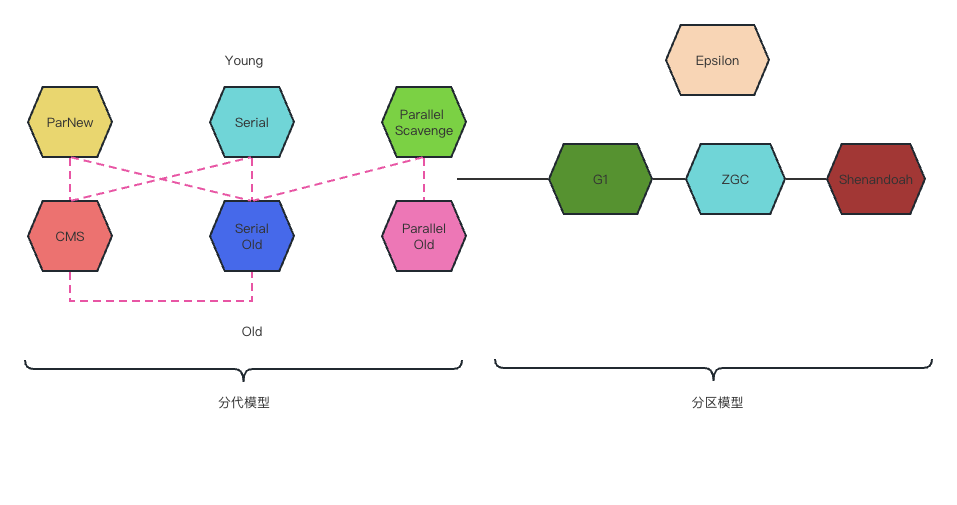 Epsilon
Young
ParNew
Serial
Parallel
Scavenge
G1
ZGC
Shenandoah
CMS
Serial
Old
Parallel
Old
Old
分代模型
分区模型